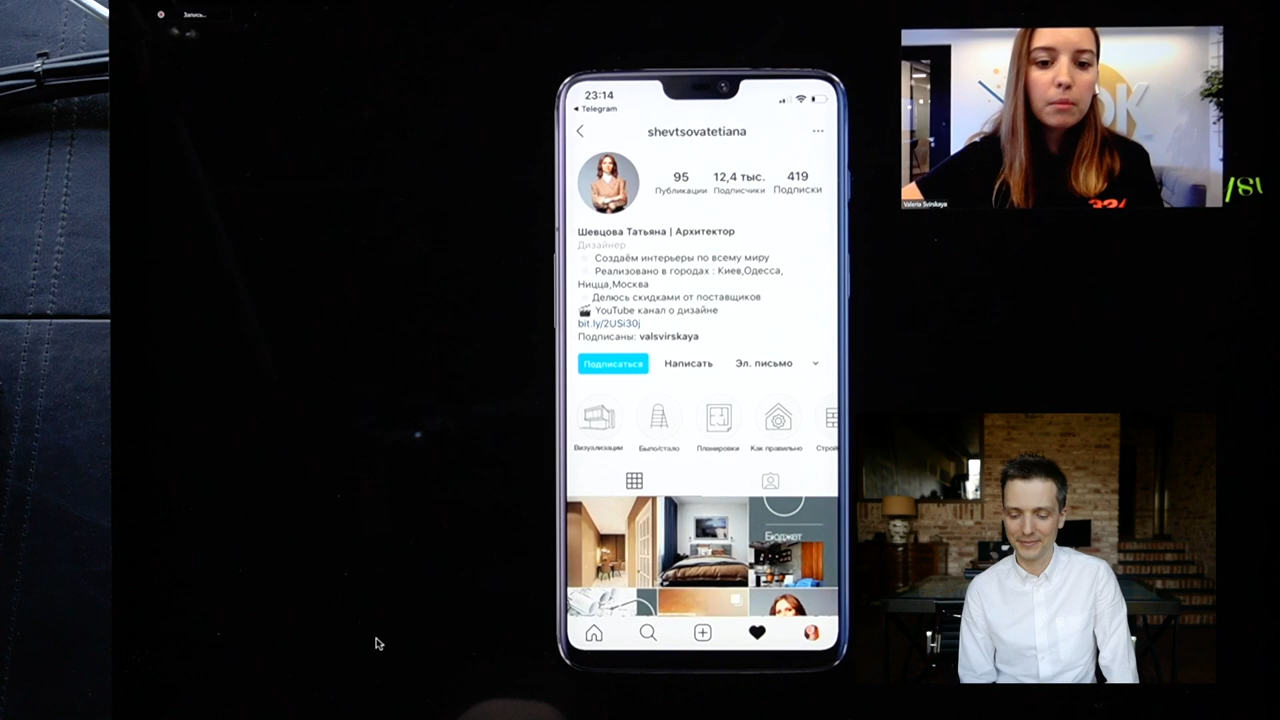 Запись...
23:14
Telegram
shevtsovatetiana
95 12,4 тыс. 419
Публикации Подписчики Подписки
Шевцова Татьяна | Архитектор
Дизайнер
Создаём интерьеры по всему миру
Реализовано в городах : Киев,Одесса,
Ницца,Москва
Делюсь скидками от поставщиков
YouTube канал о дизайне
bit.ly/2USi30j
Подписаны: valsvirskaya
Подписаться Написать Эл. письмо
Визуализации Было/стало Планировки Как правильно
Бюджет
Valeria Svirskaya